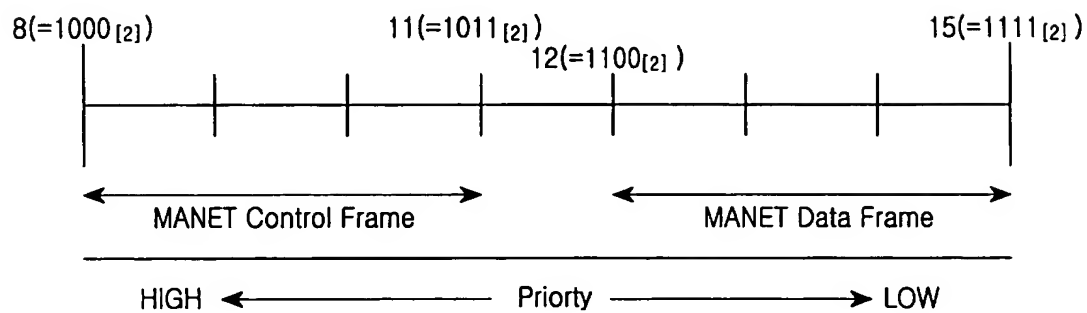 8(=1000[2]) 11(=1011[2]) 15(=1111[2])
12(=1100[2])
MANET Control Frame MANET Data Frame
HIGH Priorty LOW